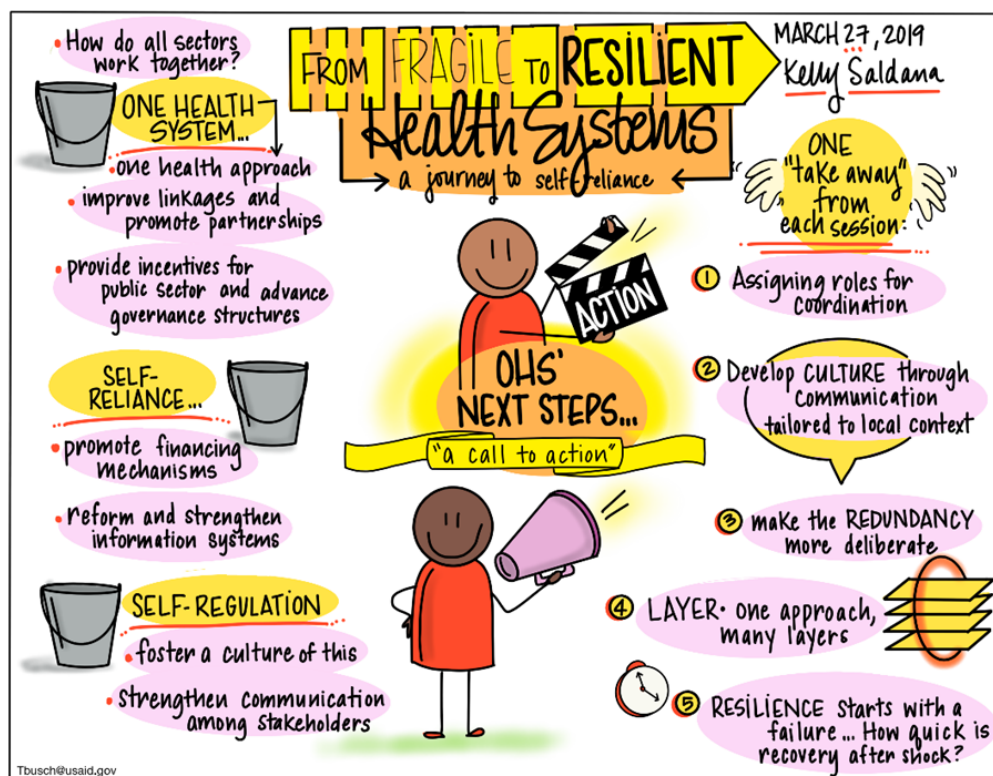 FROM FRAGILE TO RESILIENT
Health Systems
a journey to self-reliance
MARCH 27, 2019
Kelly Saldana
• How do all sectors
work together?
ONE HEALTH
SYSTEM...
• one health approach
• improve linkages and
promote partnerships
• provide incentives for
public sector and advance
governance structures
SELF-
RELIANCE...
• promote financing
mechanisms
• reform and strengthen
information systems
SELF-REGULATION
• foster a culture of this
• strengthen communication
among stakeholders
ACTION
OHS'
NEXT STEPS...
"a call to action"
ONE
"take away"
from
each session:
1 Assigning roles for
coordination
2 Develop CULTURE through
communication
tailored to local context
3 make the REDUNDANCY
more deliberate
4 LAYER• one approach,
many layers
5 RESILIENCE starts with a
failure... How quick is
recovery after shock?
Tbusch@usaid.gov